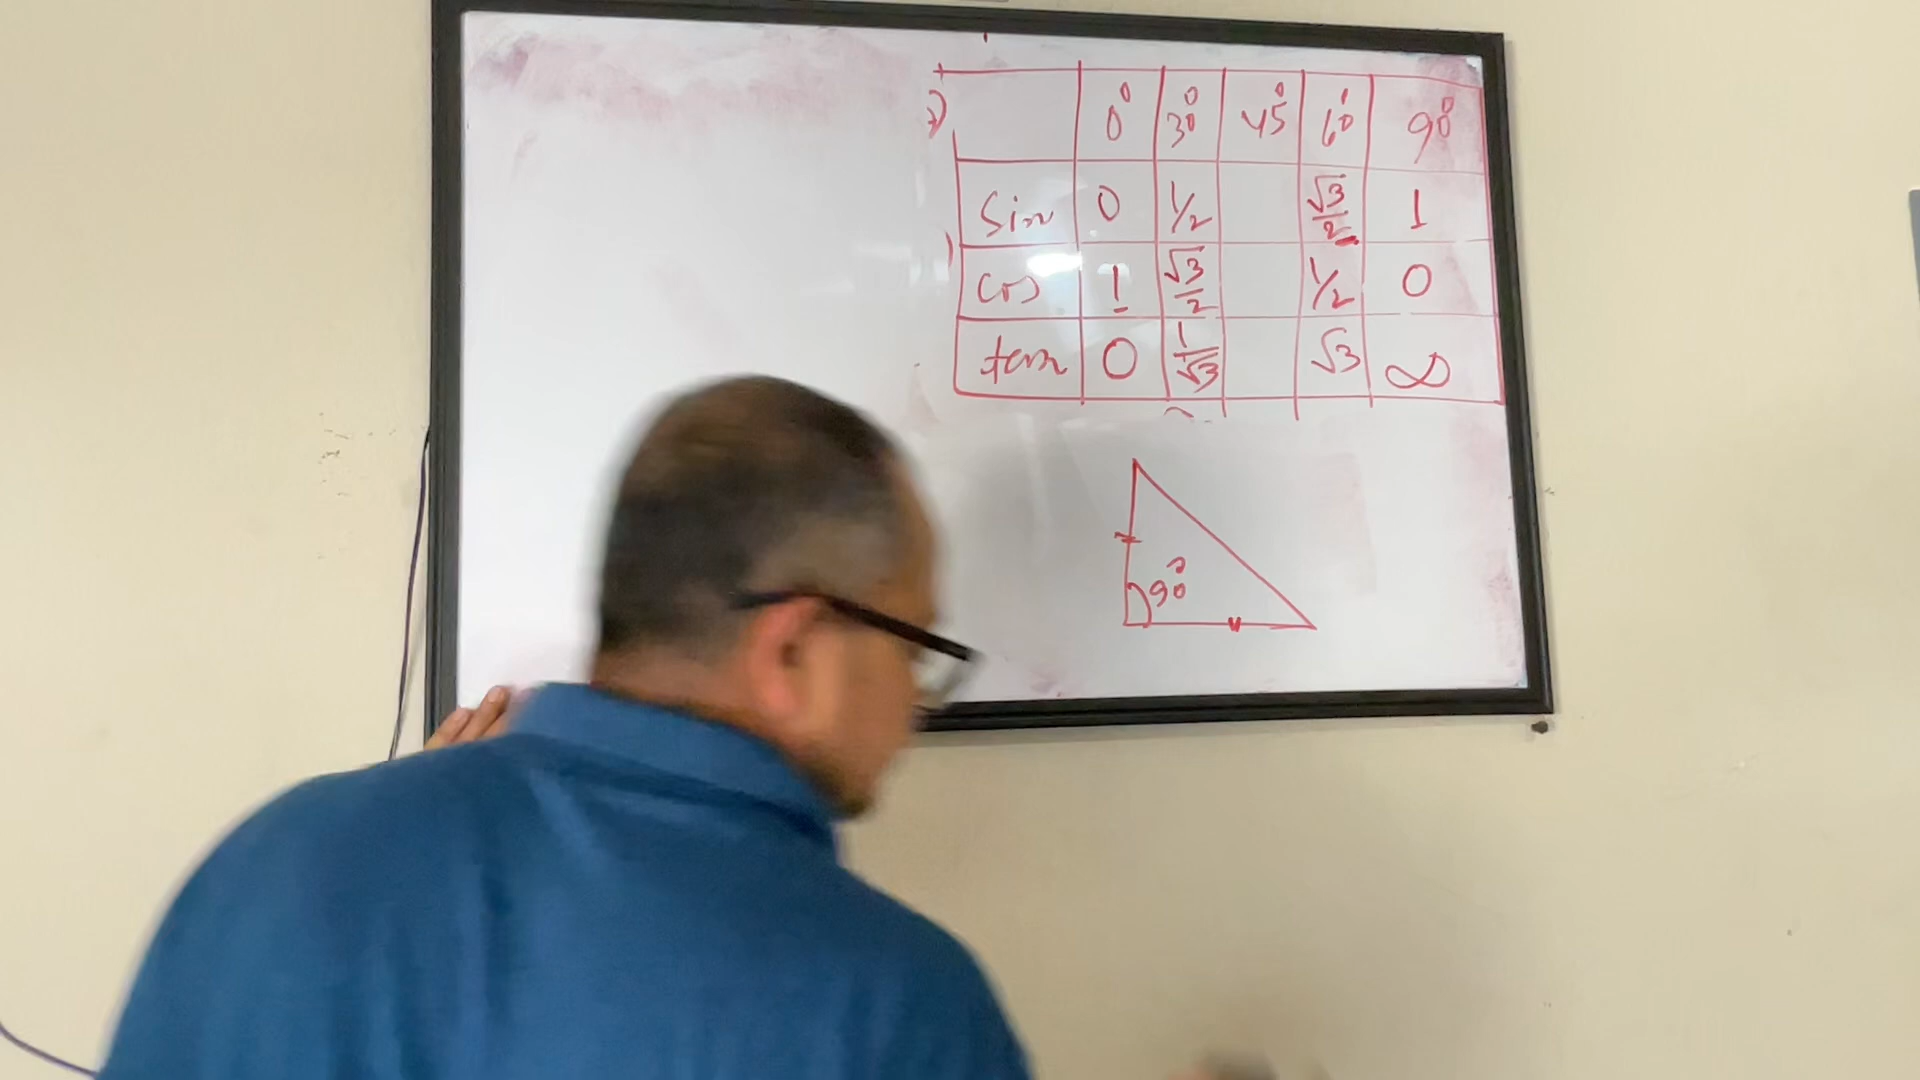 0° 30° 45° 60° 90°
Sin 0 1/2 √3/2 1
Cos 1 √3/2 1/2 0
tan 0 1/√3 √3 ∞
90°